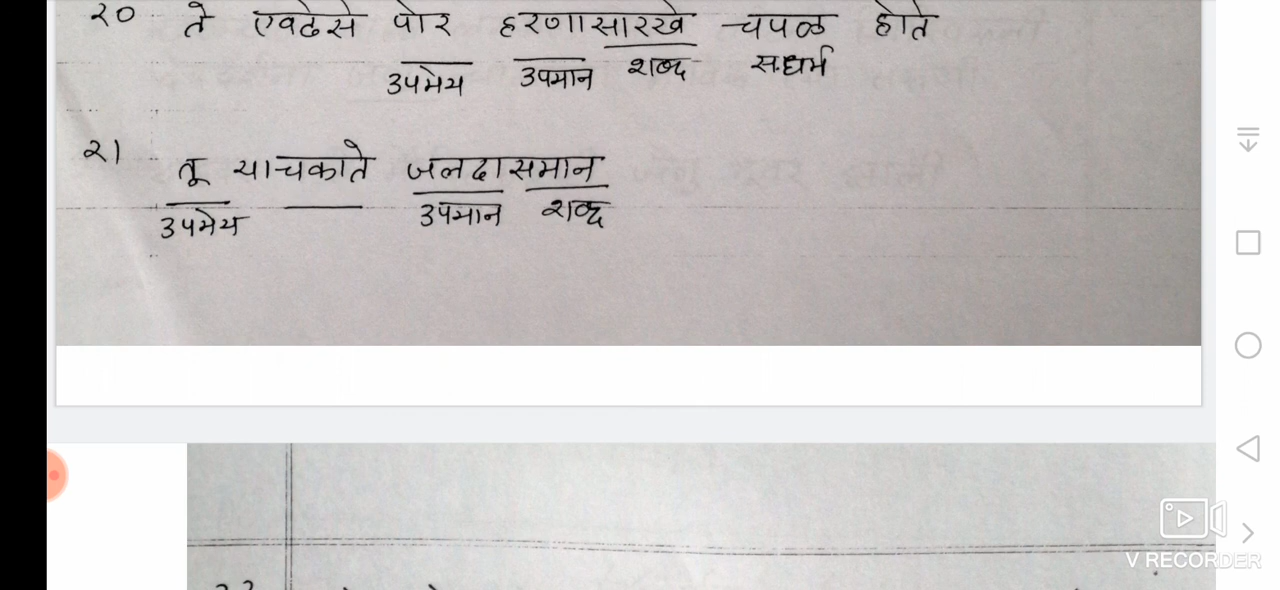 २० ते एवढेसे पोर हरणासारखे चपळ होते
उपमेय उपमान शब्द सधर्म
२१ तू याचकाते जलदासमान
उपमेय उपमान शब्द
V RECORDER